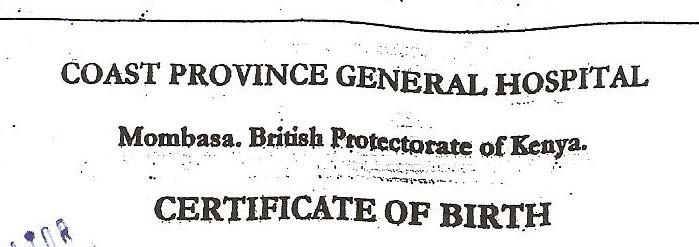 COAST PROVINCE GENERAL HOSPITAL
Mombasa. British Protectorate of Kenya.
CERTIFICATE OF BIRTH